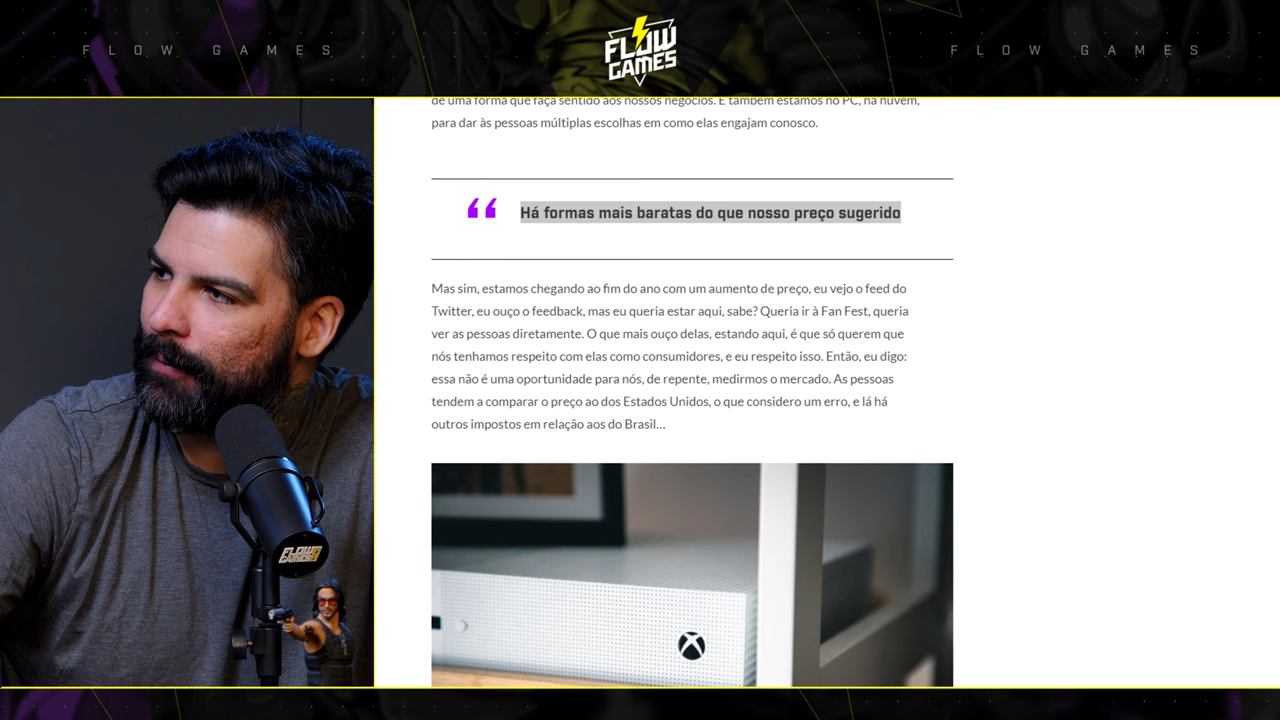 FLOW GAMES
FLOW
GAMES
FLOW GAMES
de uma forma que faça sentido aos nossos negócios. E também estamos no PC, na nuvem,
para dar às pessoas múltiplas escolhas em como elas engajam conosco.
“ Há formas mais baratas do que nosso preço sugerido
Mas sim, estamos chegando ao fim do ano com um aumento de preço, eu vejo o feed do
Twitter, eu ouço o feedback, mas eu queria estar aqui, sabe? Queria ir à Fan Fest, queria
ver as pessoas diretamente. O que mais ouço delas, estando aqui, é que só querem que
nós tenhamos respeito com elas como consumidores, e eu respeito isso. Então, eu digo:
essa não é uma oportunidade para nós, de repente, medirmos o mercado. As pessoas
tendem a comparar o preço ao dos Estados Unidos, o que considero um erro, e lá há
outros impostos em relação aos do Brasil...
FLOW
GAMES